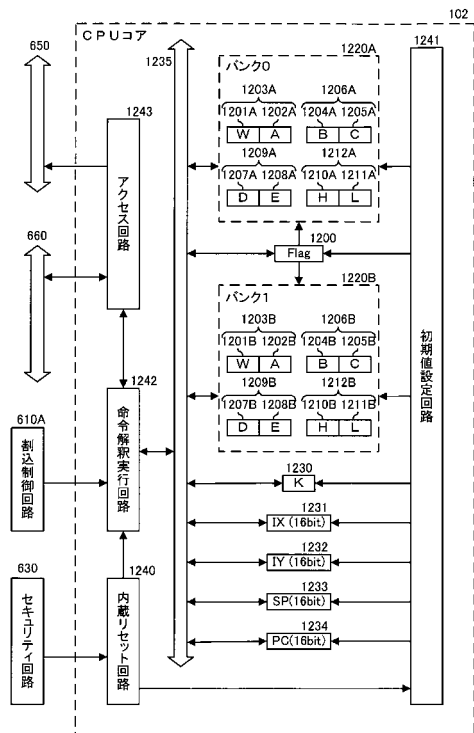 102
CPUコア
650
1235
1220A
1241
バンク0
1203A 1206A
1201A 1202A 1204A 1205A
W A B C
1209A 1212A
1207A 1208A 1210A 1211A
D E H L
1243
アクセス回路
660
1200
Flag
1220B
バンク1
1203B 1206B
1201B 1202B 1204B 1205B
W A B C
1209B 1212B
1207B 1208B 1210B 1211B
D E H L
初期値設定回路
1242
命令解釈実行回路
610A
割込制御回路
1230
K
1231
IX(16bit)
1232
IY(16bit)
1233
SP(16bit)
1234
PC(16bit)
630
セキュリティ回路
1240
内蔵リセット回路